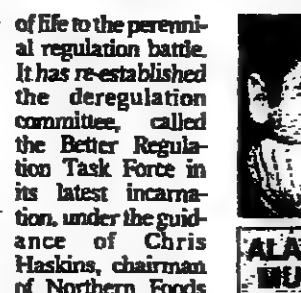 of life to the perenni-
al regulation battle.
It has re-established
the deregulation
committee, called
the Better Regula-
tion Task Force in
its latest incarna-
tion, under the guid-
ance of Chris
Haskins, chairman
of Northern Foods
ALA
MU